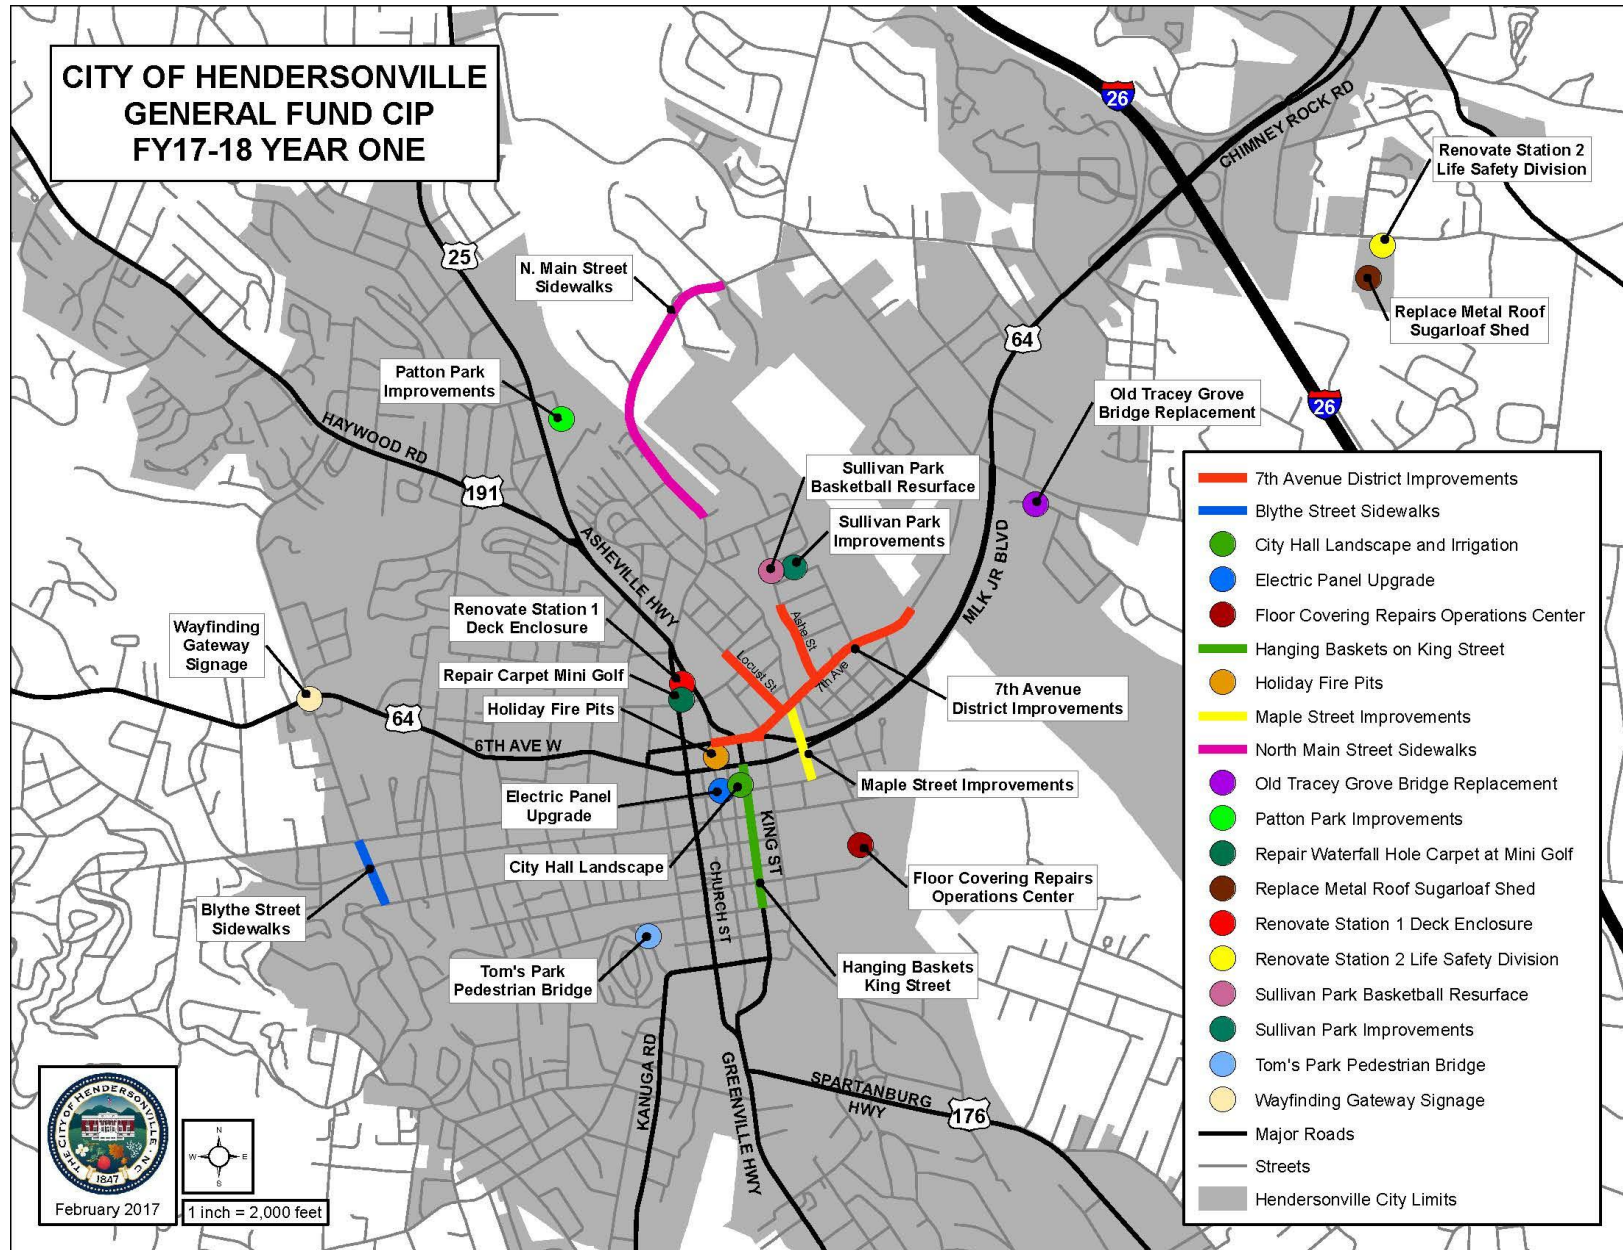 CITY OF HENDERSONVILLE
GENERAL FUND CIP
FY17-18 YEAR ONE
26
CHIMNEY ROCK RD
Renovate Station 2
Life Safety Division
25
N. Main Street
Sidewalks
Replace Metal Roof
Sugarloaf Shed
64
Patton Park
Improvements
Old Tracey Grove
Bridge Replacement
26
HAYWOOD RD
191
Sullivan Park
Basketball Resurface
Sullivan Park
Improvements
ASHEVILLE HWY
MLK JR BLVD
Renovate Station 1
Deck Enclosure
Wayfinding
Gateway
Signage
Ashe St
Locust St
7th Ave
Repair Carpet Mini Golf
Holiday Fire Pits
7th Avenue
District Improvements
64
6TH AVE W
Electric Panel
Upgrade
Maple Street Improvements
KING ST
City Hall Landscape
CHURCH ST
Floor Covering Repairs
Operations Center
Blythe Street
Sidewalks
Tom's Park
Pedestrian Bridge
Hanging Baskets
King Street
KANUGA RD
GREENVILLE HWY
SPARTANBURG
HWY
176
7th Avenue District Improvements
Blythe Street Sidewalks
City Hall Landscape and Irrigation
Electric Panel Upgrade
Floor Covering Repairs Operations Center
Hanging Baskets on King Street
Holiday Fire Pits
Maple Street Improvements
North Main Street Sidewalks
Old Tracey Grove Bridge Replacement
Patton Park Improvements
Repair Waterfall Hole Carpet at Mini Golf
Replace Metal Roof Sugarloaf Shed
Renovate Station 1 Deck Enclosure
Renovate Station 2 Life Safety Division
Sullivan Park Basketball Resurface
Sullivan Park Improvements
Tom's Park Pedestrian Bridge
Wayfinding Gateway Signage
Major Roads
Streets
Hendersonville City Limits
THE CITY OF HENDERSONVILLE, NC
1847
February 2017
N
W E
S
1 inch = 2,000 feet